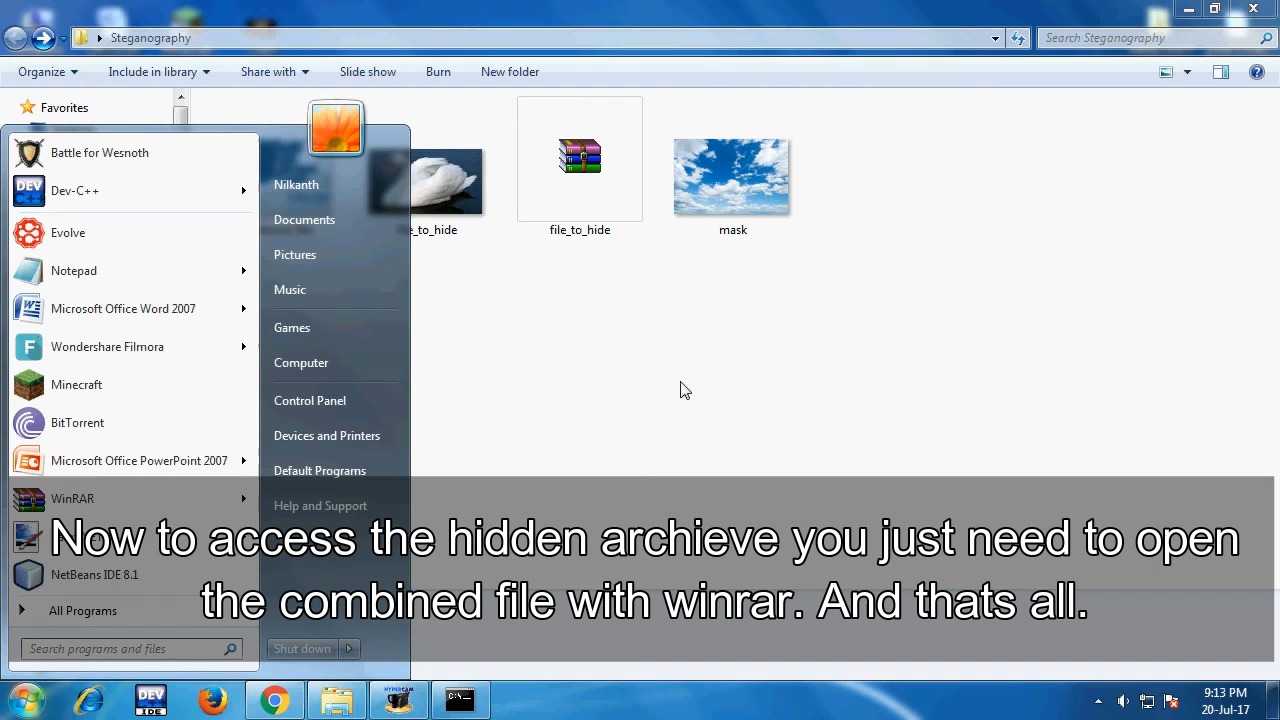 Steganography
Search Steganography
Organize
Include in library
Share with
Slide show
Burn
New folder
Favorites
Battle for Wesnoth
Dev-C++
Evolve
Notepad
Microsoft Office Word 2007
Wondershare Filmora
Minecraft
BitTorrent
Microsoft Office PowerPoint 2007
WinRAR
NetBeans IDE 8.1
All Programs
Search programs and files
Nilkanth
Documents
Pictures
Music
Games
Computer
Control Panel
Devices and Printers
Default Programs
Help and Support
Shut down
file_to_hide
mask
Now to access the hidden archieve you just need to open
the combined file with winrar. And thats all.
DEV
C++
DEV
IDE
HYPERCAM
C:\>_
9:13 PM
20-Jul-17